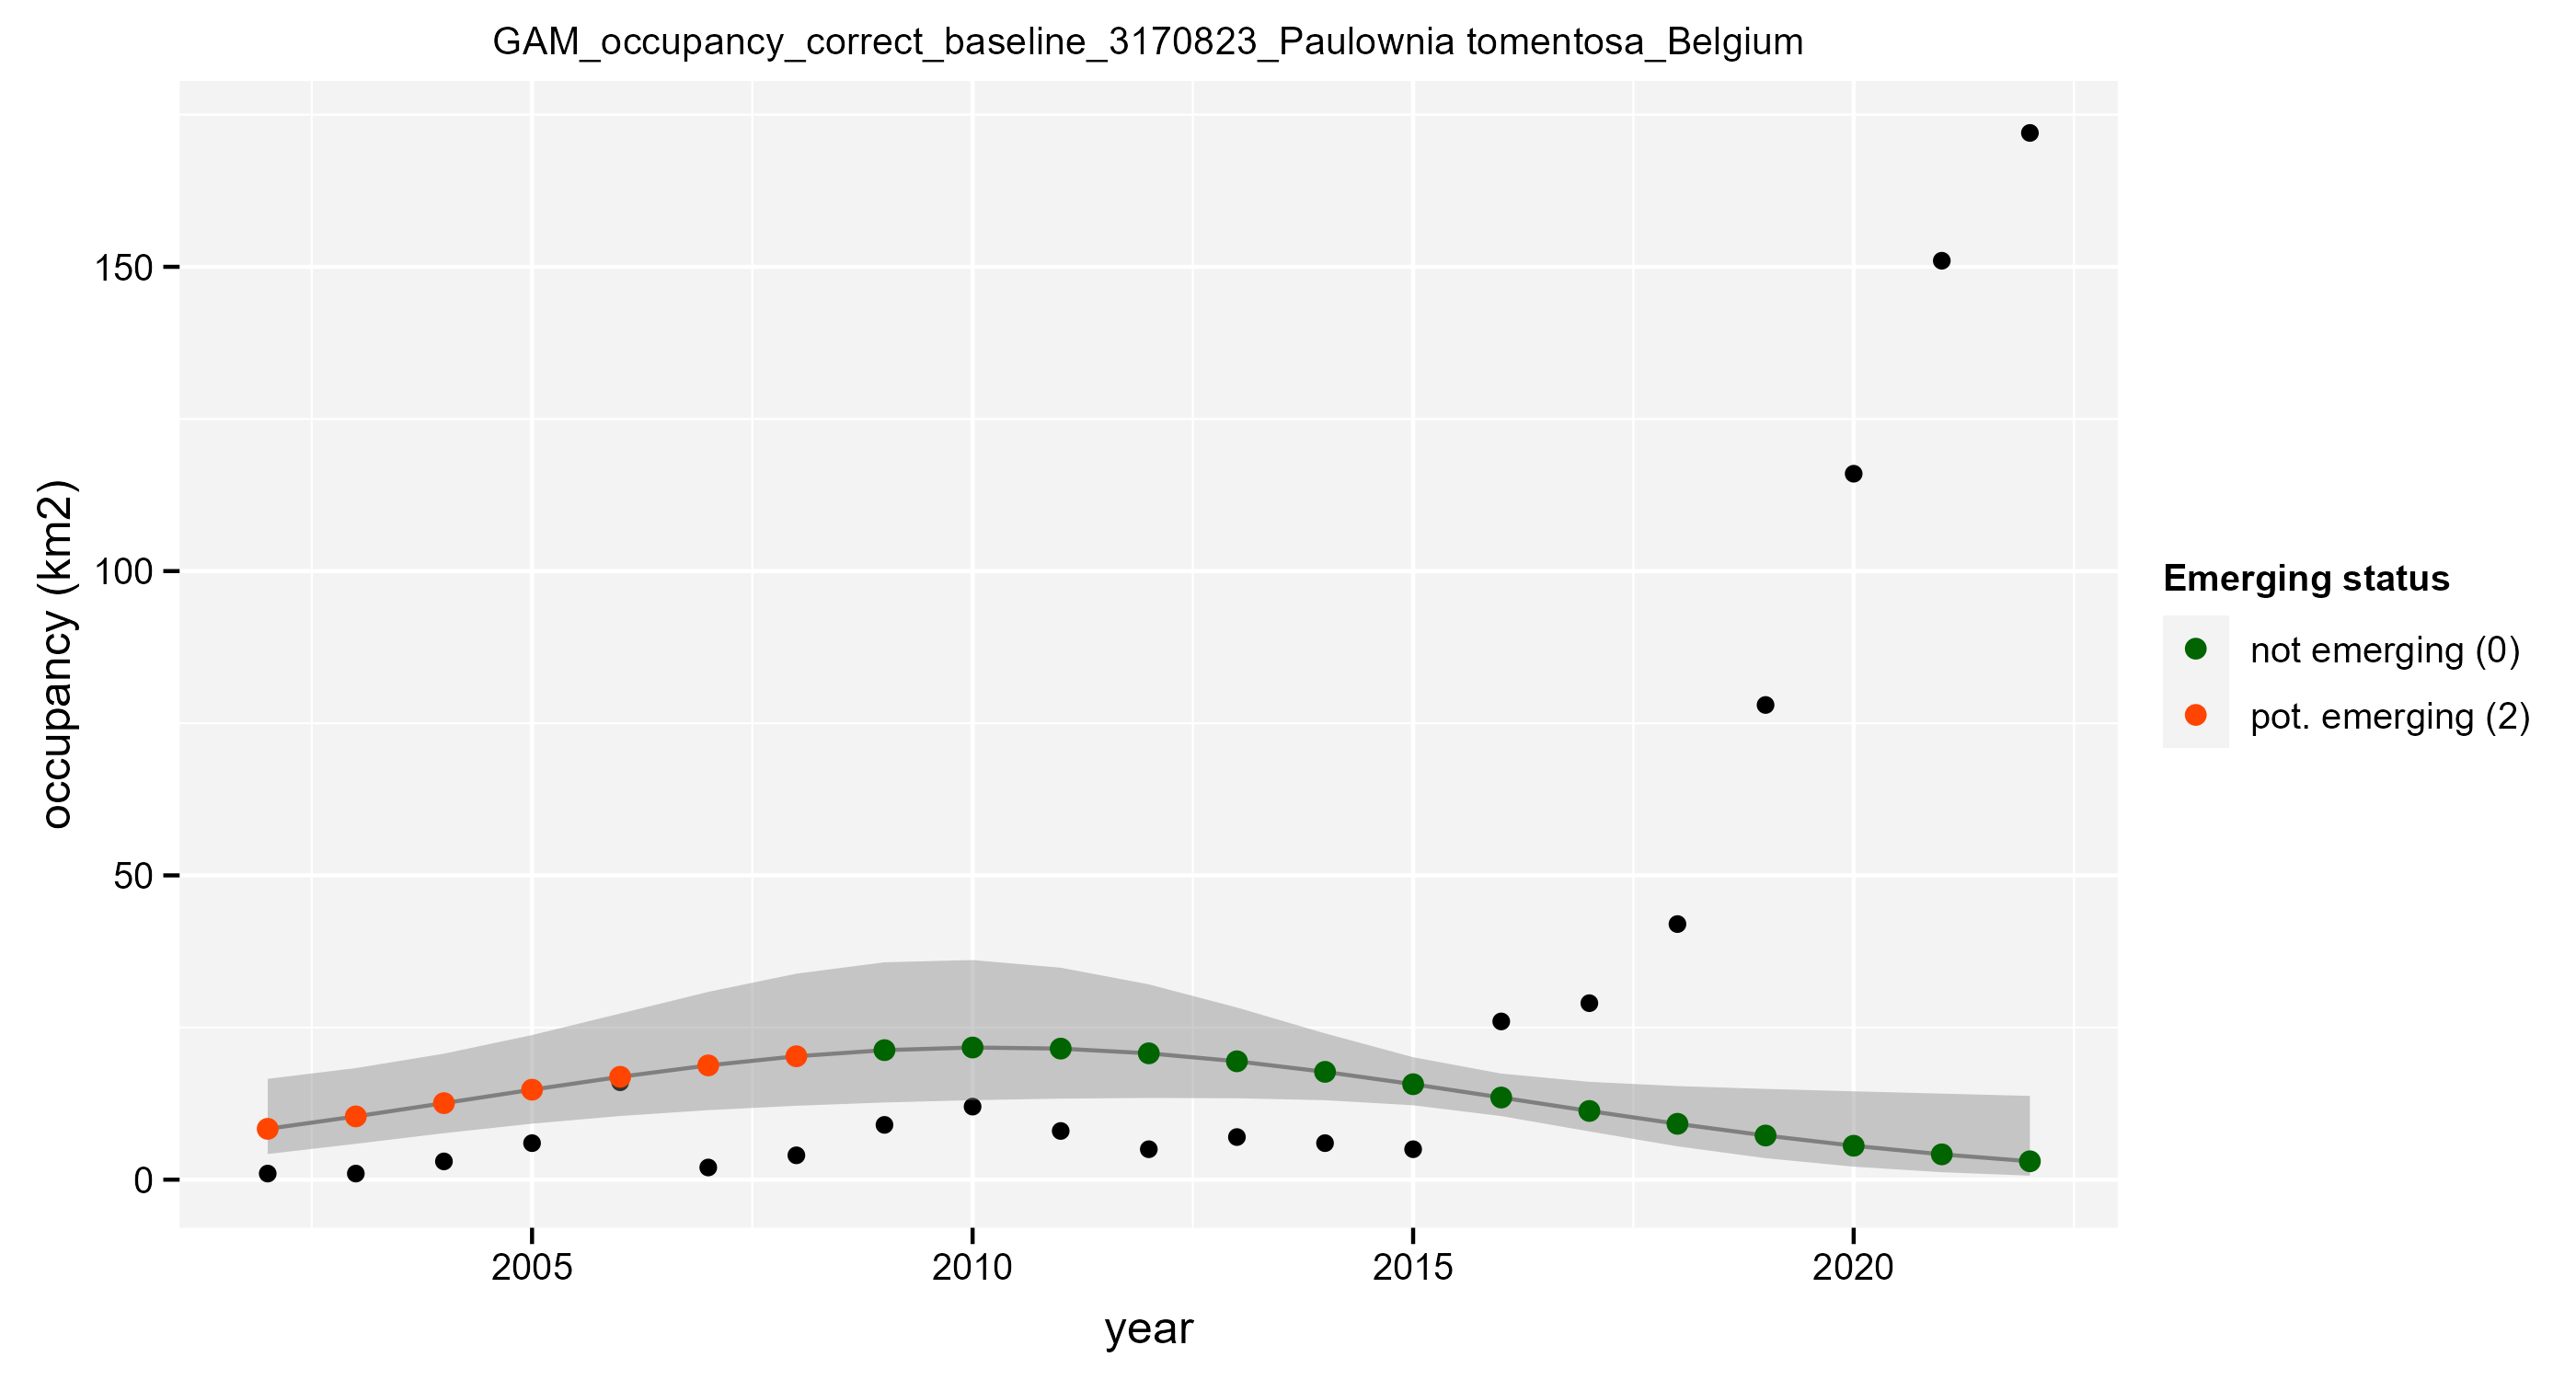 GAM_occupancy_correct_baseline_3170823_Paulownia tomentosa_Belgium
occupancy (km2)
150
100
50
0
2005 2010 2015 2020
year
Emerging status
not emerging (0)
pot. emerging (2)